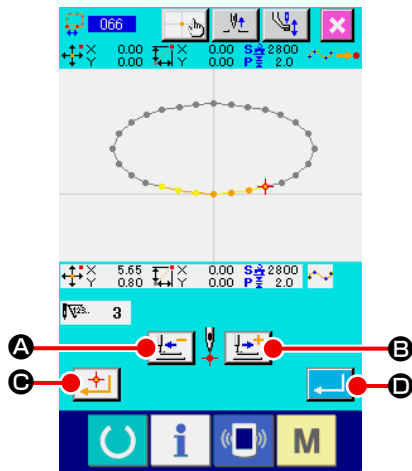 066
X 0.00 X 0.00 S 2800
Y 0.00 Y 0.00 P 2.0
X 5.65 X 0.00 S 2800
Y 0.80 Y 0.00 P 2.0
N123.. 3
A B
C D
i M